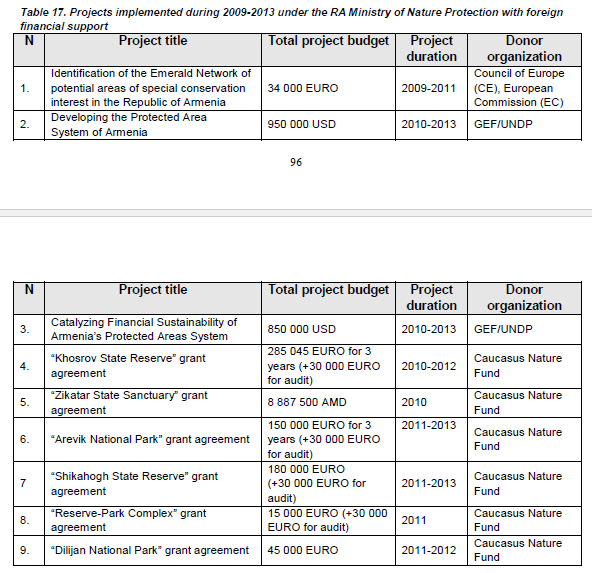 Table 17. Projects implemented during 2009-2013 under the RA Ministry of Nature Protection with foreign
financial support
N Project title Total project budget Project duration Donor organization
1. Identification of the Emerald Network of potential areas of special conservation interest in the Republic of Armenia 34 000 EURO 2009-2011 Council of Europe (CE), European Commission (EC)
2. Developing the Protected Area System of Armenia 950 000 USD 2010-2013 GEF/UNDP
96
N Project title Total project budget Project duration Donor organization
3. Catalyzing Financial Sustainability of Armenia's Protected Areas System 850 000 USD 2010-2013 GEF/UNDP
4. “Khosrov State Reserve” grant agreement 285 045 EURO for 3 years (+30 000 EURO for audit) 2010-2012 Caucasus Nature Fund
5. “Zikatar State Sanctuary” grant agreement 8 887 500 AMD 2010 Caucasus Nature Fund
6. “Arevik National Park” grant agreement 150 000 EURO for 3 years (+30 000 EURO for audit) 2011-2013 Caucasus Nature Fund
7 “Shikahogh State Reserve” grant agreement 180 000 EURO (+30 000 EURO for audit) 2011-2013 Caucasus Nature Fund
8. “Reserve-Park Complex” grant agreement 15 000 EURO (+30 000 EURO for audit) 2011 Caucasus Nature Fund
9. “Dilijan National Park” grant agreement 45 000 EURO 2011-2012 Caucasus Nature Fund